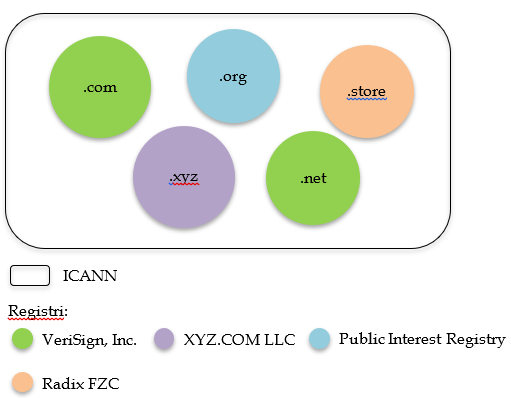 .com
.org
.store
.xyz
.net
ICANN
Registri:
VeriSign, Inc.
XYZ.COM LLC
Public Interest Registry
Radix FZC